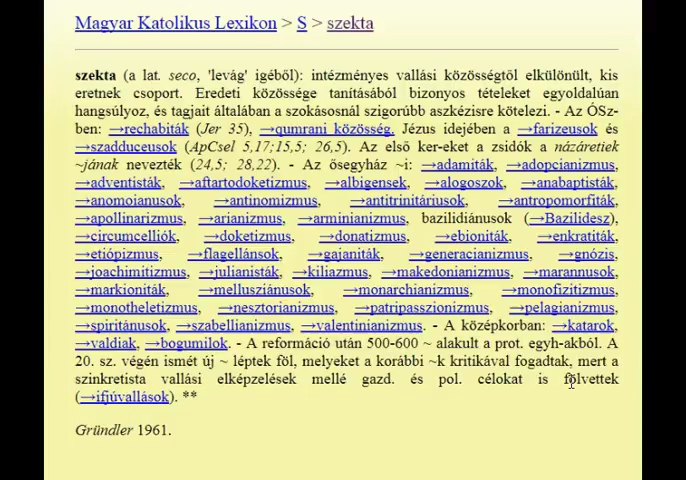 Magyar Katolikus Lexikon > S > szekta
szekta (a lat. seco, 'levág' igéből): intézményes vallási közösségtől elkülönült, kis
eretnek csoport. Eredeti közössége tanításából bizonyos tételeket egyoldalúan
hangsúlyoz, és tagjait általában a szokásosnál szigorúbb aszkézisre kötelezi. - Az ÓSz-
ben: →rechabiták (Jer 35), →qumrani közösség. Jézus idejében a →farizeusok és
→szadduceusok (ApCsel 5,17;15,5; 26,5). Az első ker-eket a zsidók a názáretiek
~jának nevezték (24,5; 28,22). - Az ősegyház ~i: →adamiták, →adopcianizmus,
→adventisták, →aftartodoketizmus, →albigensek, →alogoszok, →anabaptisták,
→anomoianusok, →antinomizmus, →antitrinitáriusok, →antropomorfiták,
→apollinarizmus, →arianizmus, →arminianizmus, bazilidiánusok (→Bazilidesz),
→circumcelliók, →doketizmus, →donatizmus, →ebioniták, →enkratiták,
→etiópizmus, →flagellánsok, →gajaniták, →generacianizmus, →gnózis,
→joachimitizmus, →julianisták, →kiliazmus, →makedonianizmus, →marannusok,
→markioniták, →mellusziánusok, →monarchianizmus, →monofizitizmus,
→monotheletizmus, →nesztorianizmus, →patripasszionizmus, →pelagianizmus,
→spiritánusok, →szabellianizmus, →valentinianizmus. - A középkorban: →katarok,
→valdiak, →bogumilok. - A reformáció után 500-600 ~ alakult a prot. egyh-akból. A
20. sz. végén ismét új ~ léptek föl, melyeket a korábbi ~k kritikával fogadtak, mert a
szinkretista vallási elképzelések mellé gazd. és pol. célokat is fölvettek
(→ifjúvallások). **
Gründler 1961.